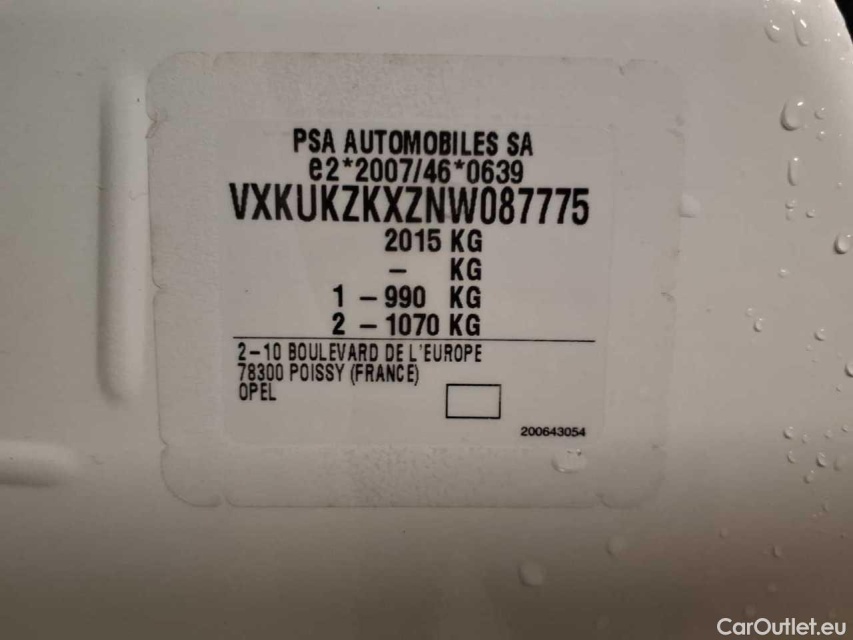 PSA AUTOMOBILES SA
e2*2007/46*0639
VXKUKZKXZNW087775
2015 KG
– KG
1 – 990 KG
2 – 1070 KG
2-10 BOULEVARD DE L'EUROPE
78300 POISSY (FRANCE)
OPEL
200643054
CarOutlet.eu